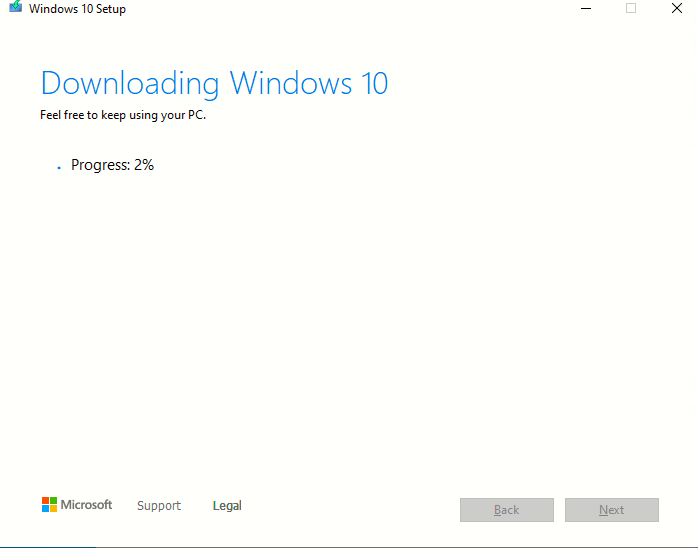 Windows 10 Setup
Downloading Windows 10
Feel free to keep using your PC.
Progress: 2%
Microsoft Support Legal Back Next